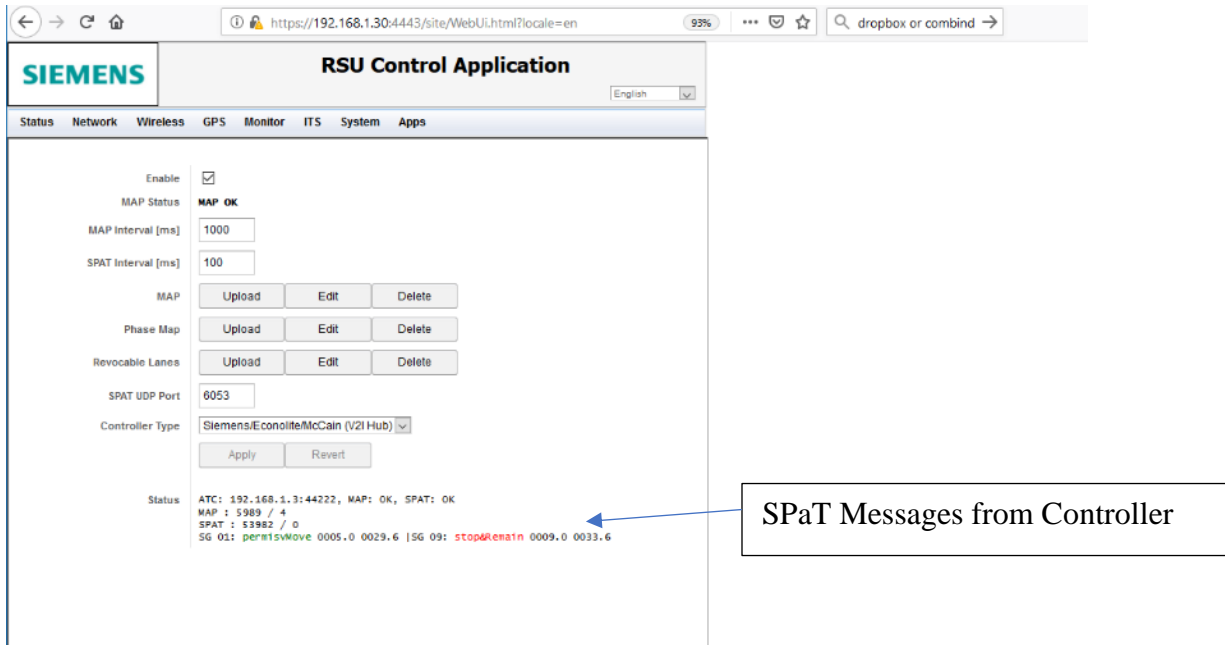 https://192.168.1.30:4443/site/WebUi.html?locale=en 93% dropbox or combind
SIEMENS
RSU Control Application
English
Status Network Wireless GPS Monitor ITS System Apps
Enable
MAP Status MAP OK
MAP Interval [ms] 1000
SPAT Interval [ms] 100
MAP Upload Edit Delete
Phase Map Upload Edit Delete
Revocable Lanes Upload Edit Delete
SPAT UDP Port 6053
Controller Type Siemens/Econolite/McCain (V2I Hub)
Apply Revert
Status ATC: 192.168.1.3:44222, MAP: OK, SPAT: OK
MAP : 5989 / 4
SPAT : 53982 / 0
SG 01: permisvMove 0005.0 0029.6 |SG 09: stop&Remain 0009.0 0033.6
SPaT Messages from Controller